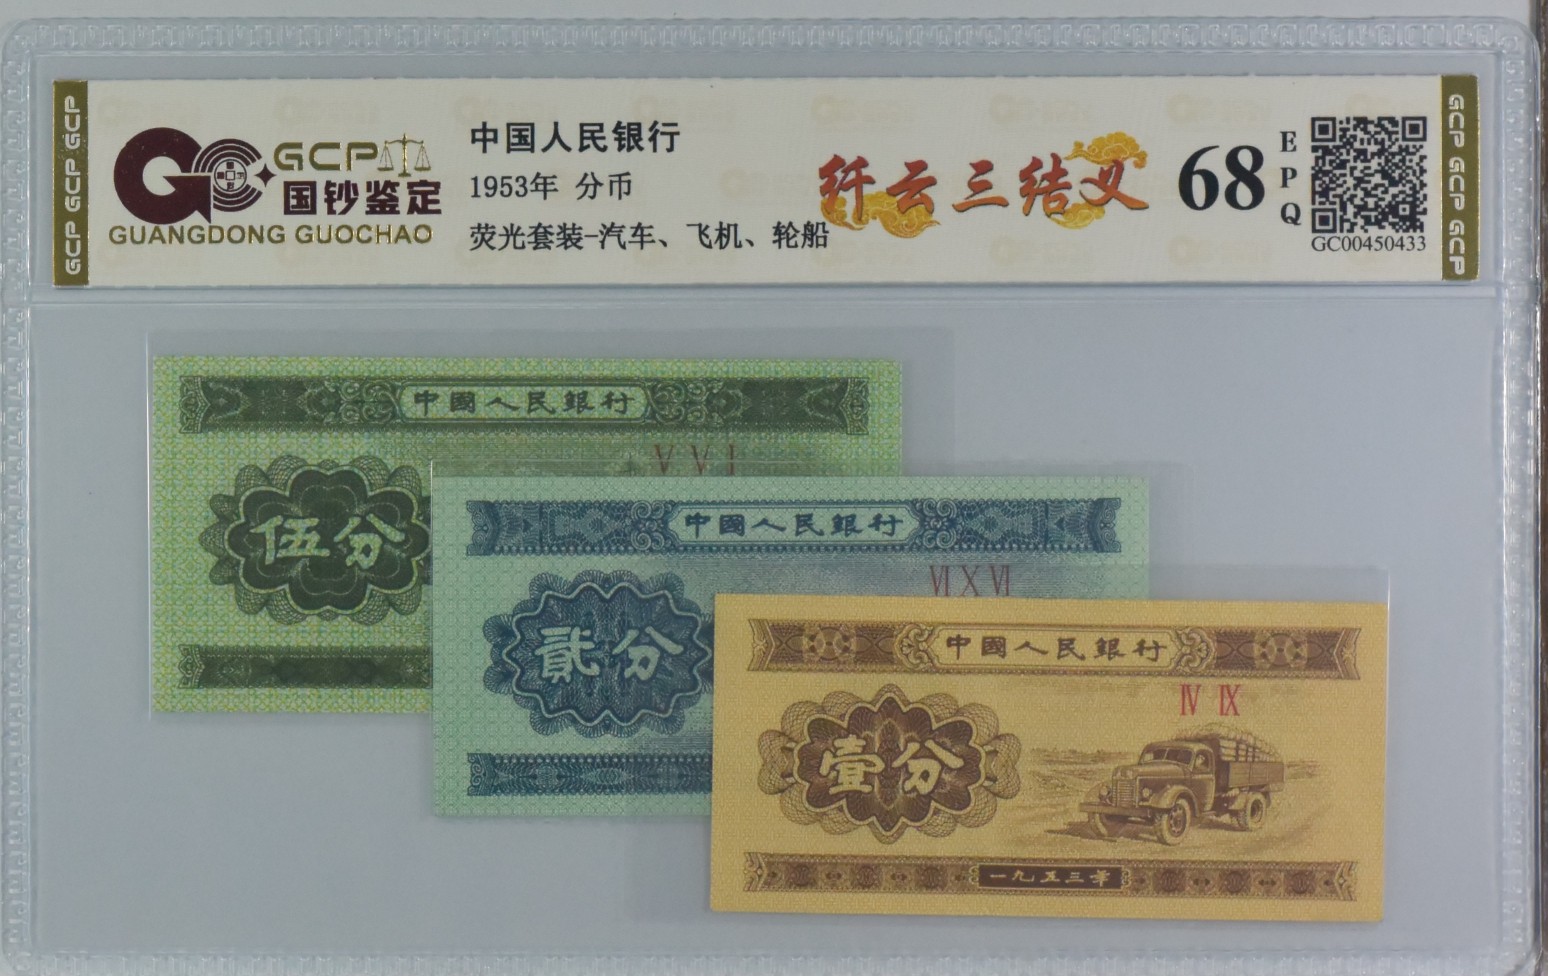 GCP GCP GCP
GCP
国钞鉴定
GUANGDONG GUOCHAO
中国人民银行
1953年 分币
荧光套装-汽车、飞机、轮船
纤云三结义
68
EPQ
GC00450433
GCP GCP GCP
中國人民銀行
V V I
伍分
中國人民銀行
VI X VI
貳分
中國人民銀行
IV IX
壹分
一九五三年